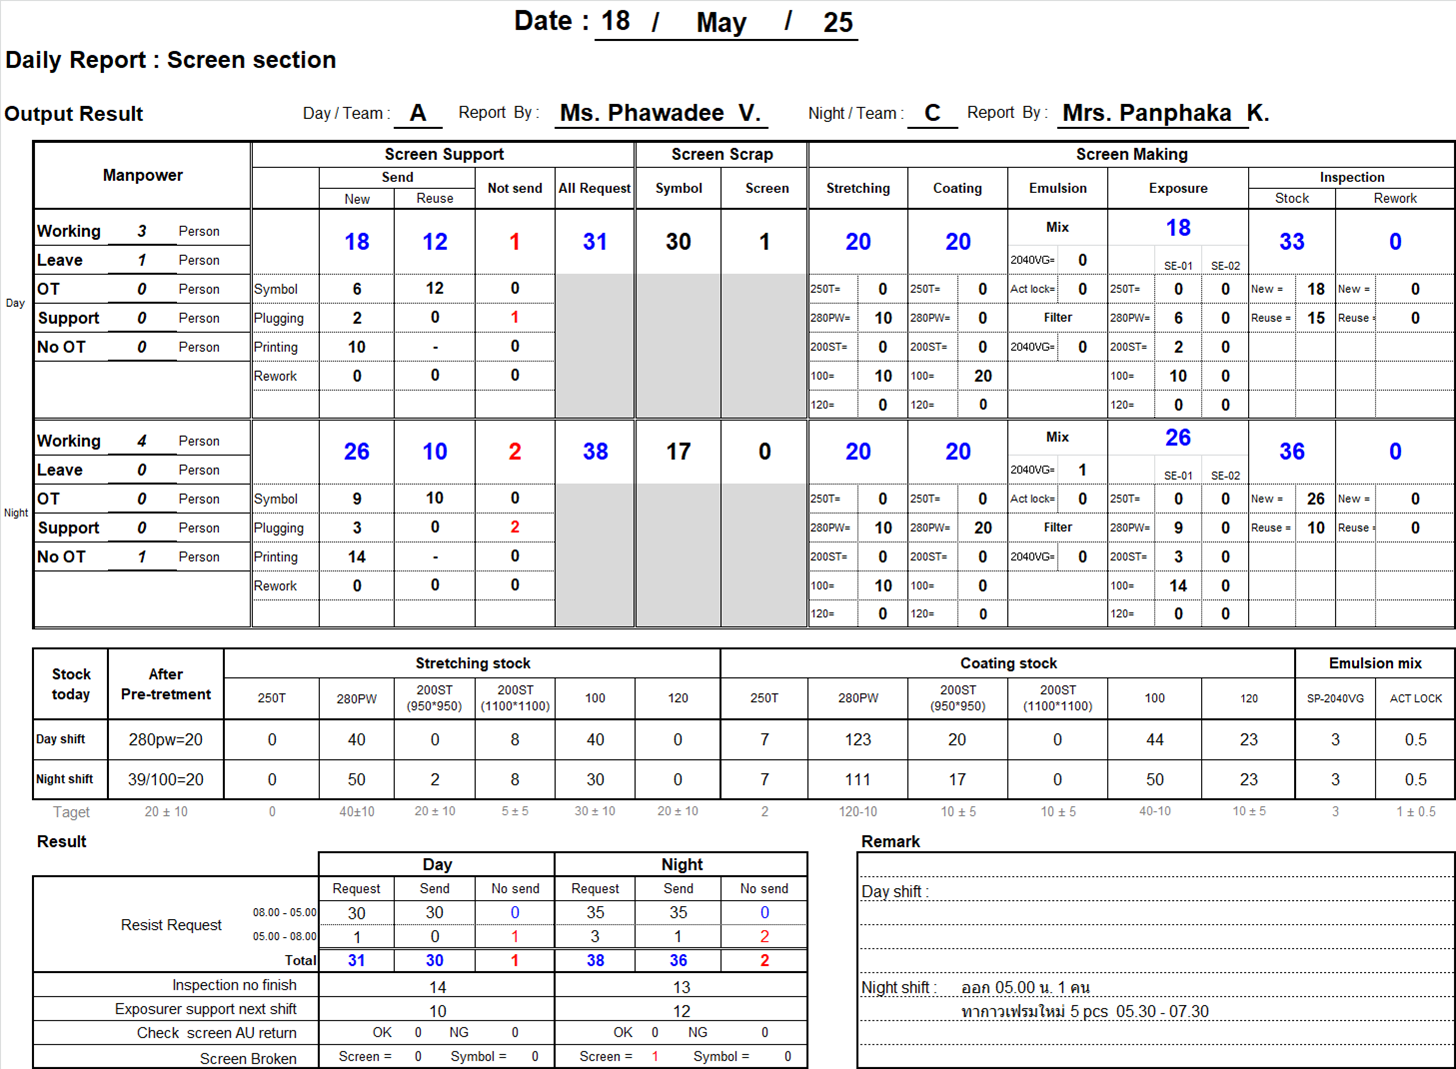 Date : 18 / May / 25
Daily Report : Screen section
Output Result Day / Team : A Report By : Ms. Phawadee V. Night / Team : C Report By : Mrs. Panphaka K.
Manpower Screen Support Screen Scrap Screen Making
Send Not send All Request Symbol Screen Stretching Coating Emulsion Exposure Inspection
New Reuse Stock Rework
Day
Working 3 Person 18 12 1 31 30 1 20 20 Mix 18 33 0
Leave 1 Person 2040VG= 0 SE-01 SE-02
OT 0 Person Symbol 6 12 0 250T= 0 250T= 0 Act lock= 0 250T= 0 0 New = 18 New = 0
Support 0 Person Plugging 2 0 1 280PW= 10 280PW= 0 Filter 280PW= 6 0 Reuse = 15 Reuse = 0
No OT 0 Person Printing 10 - 0 200ST= 0 200ST= 0 2040VG= 0 200ST= 2 0
Rework 0 0 0 100= 10 100= 20 100= 10 0
120= 0 120= 0 120= 0 0
Night
Working 4 Person 26 10 2 38 17 0 20 20 Mix 26 36 0
Leave 0 Person 2040VG= 1 SE-01 SE-02
OT 0 Person Symbol 9 10 0 250T= 0 250T= 0 Act lock= 0 250T= 0 0 New = 26 New = 0
Support 0 Person Plugging 3 0 2 280PW= 10 280PW= 20 Filter 280PW= 9 0 Reuse = 10 Reuse = 0
No OT 1 Person Printing 14 - 0 200ST= 0 200ST= 0 2040VG= 0 200ST= 3 0
Rework 0 0 0 100= 10 100= 0 100= 14 0
120= 0 120= 0 120= 0 0
Stock today After Pre-tretment Stretching stock Coating stock Emulsion mix
250T 280PW 200ST (950*950) 200ST (1100*1100) 100 120 250T 280PW 200ST (950*950) 200ST (1100*1100) 100 120 SP-2040VG ACT LOCK
Day shift 280pw=20 0 40 0 8 40 0 7 123 20 0 44 23 3 0.5
Night shift 39/100=20 0 50 2 8 30 0 7 111 17 0 50 23 3 0.5
Taget 20 ± 10 0 40±10 20 ± 10 5 ± 5 30 ± 10 20 ± 10 2 120-10 10 ± 5 10 ± 5 40-10 10 ± 5 3 1 ± 0.5
Result
Day Night
Request Send No send Request Send No send
Resist Request
08.00 - 05.00 30 30 0 35 35 0
05.00 - 08.00 1 0 1 3 1 2
Total 31 30 1 38 36 2
Inspection no finish 14 13
Exposurer support next shift 10 12
Check screen AU return OK 0 NG 0 OK 0 NG 0
Screen Broken Screen = 0 Symbol = 0 Screen = 1 Symbol = 0
Remark
Day shift :
Night shift : ออก 05.00 น. 1 คน
ทากาวเฟรมใหม่ 5 pcs 05.30 - 07.30